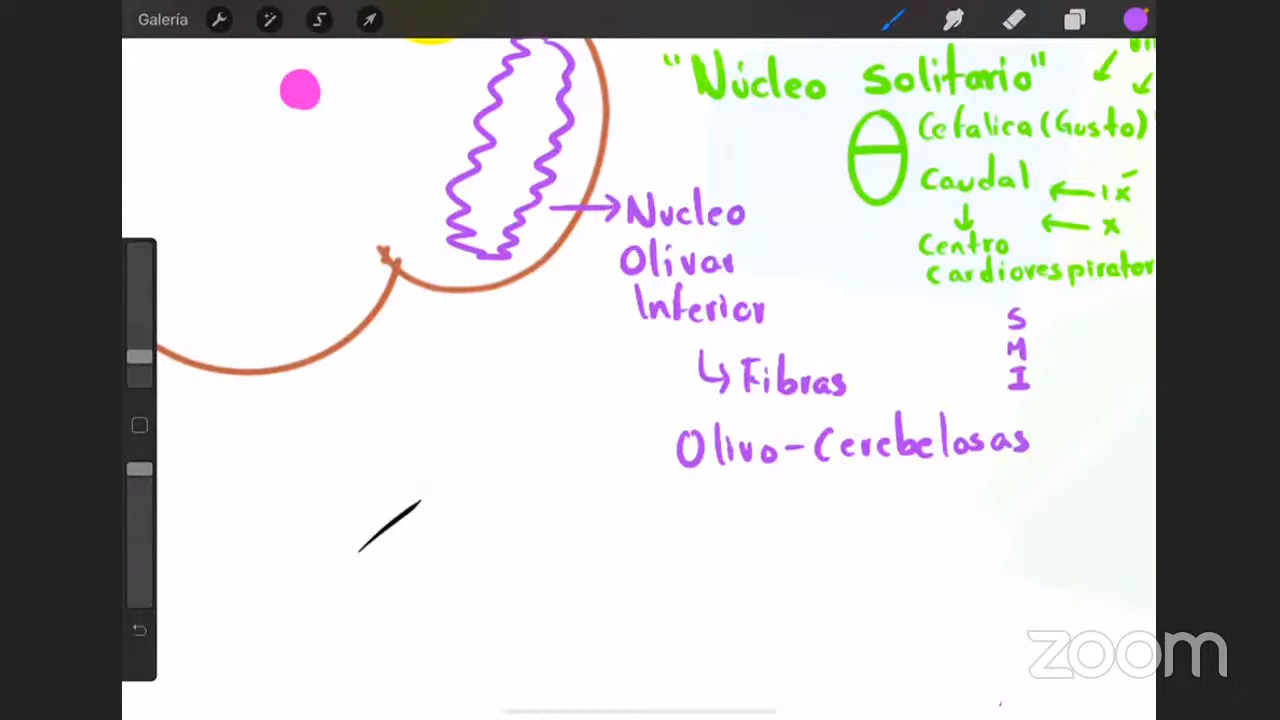 Galería
"Núcleo Solitario"
Cefalica (Gusto)
Caudal ← IX
← X
Centro
cardiorespirator
Nucleo
Olivar
Inferior
S
M
I
↳ Fibras
Olivo-Cerebelosas
zoom